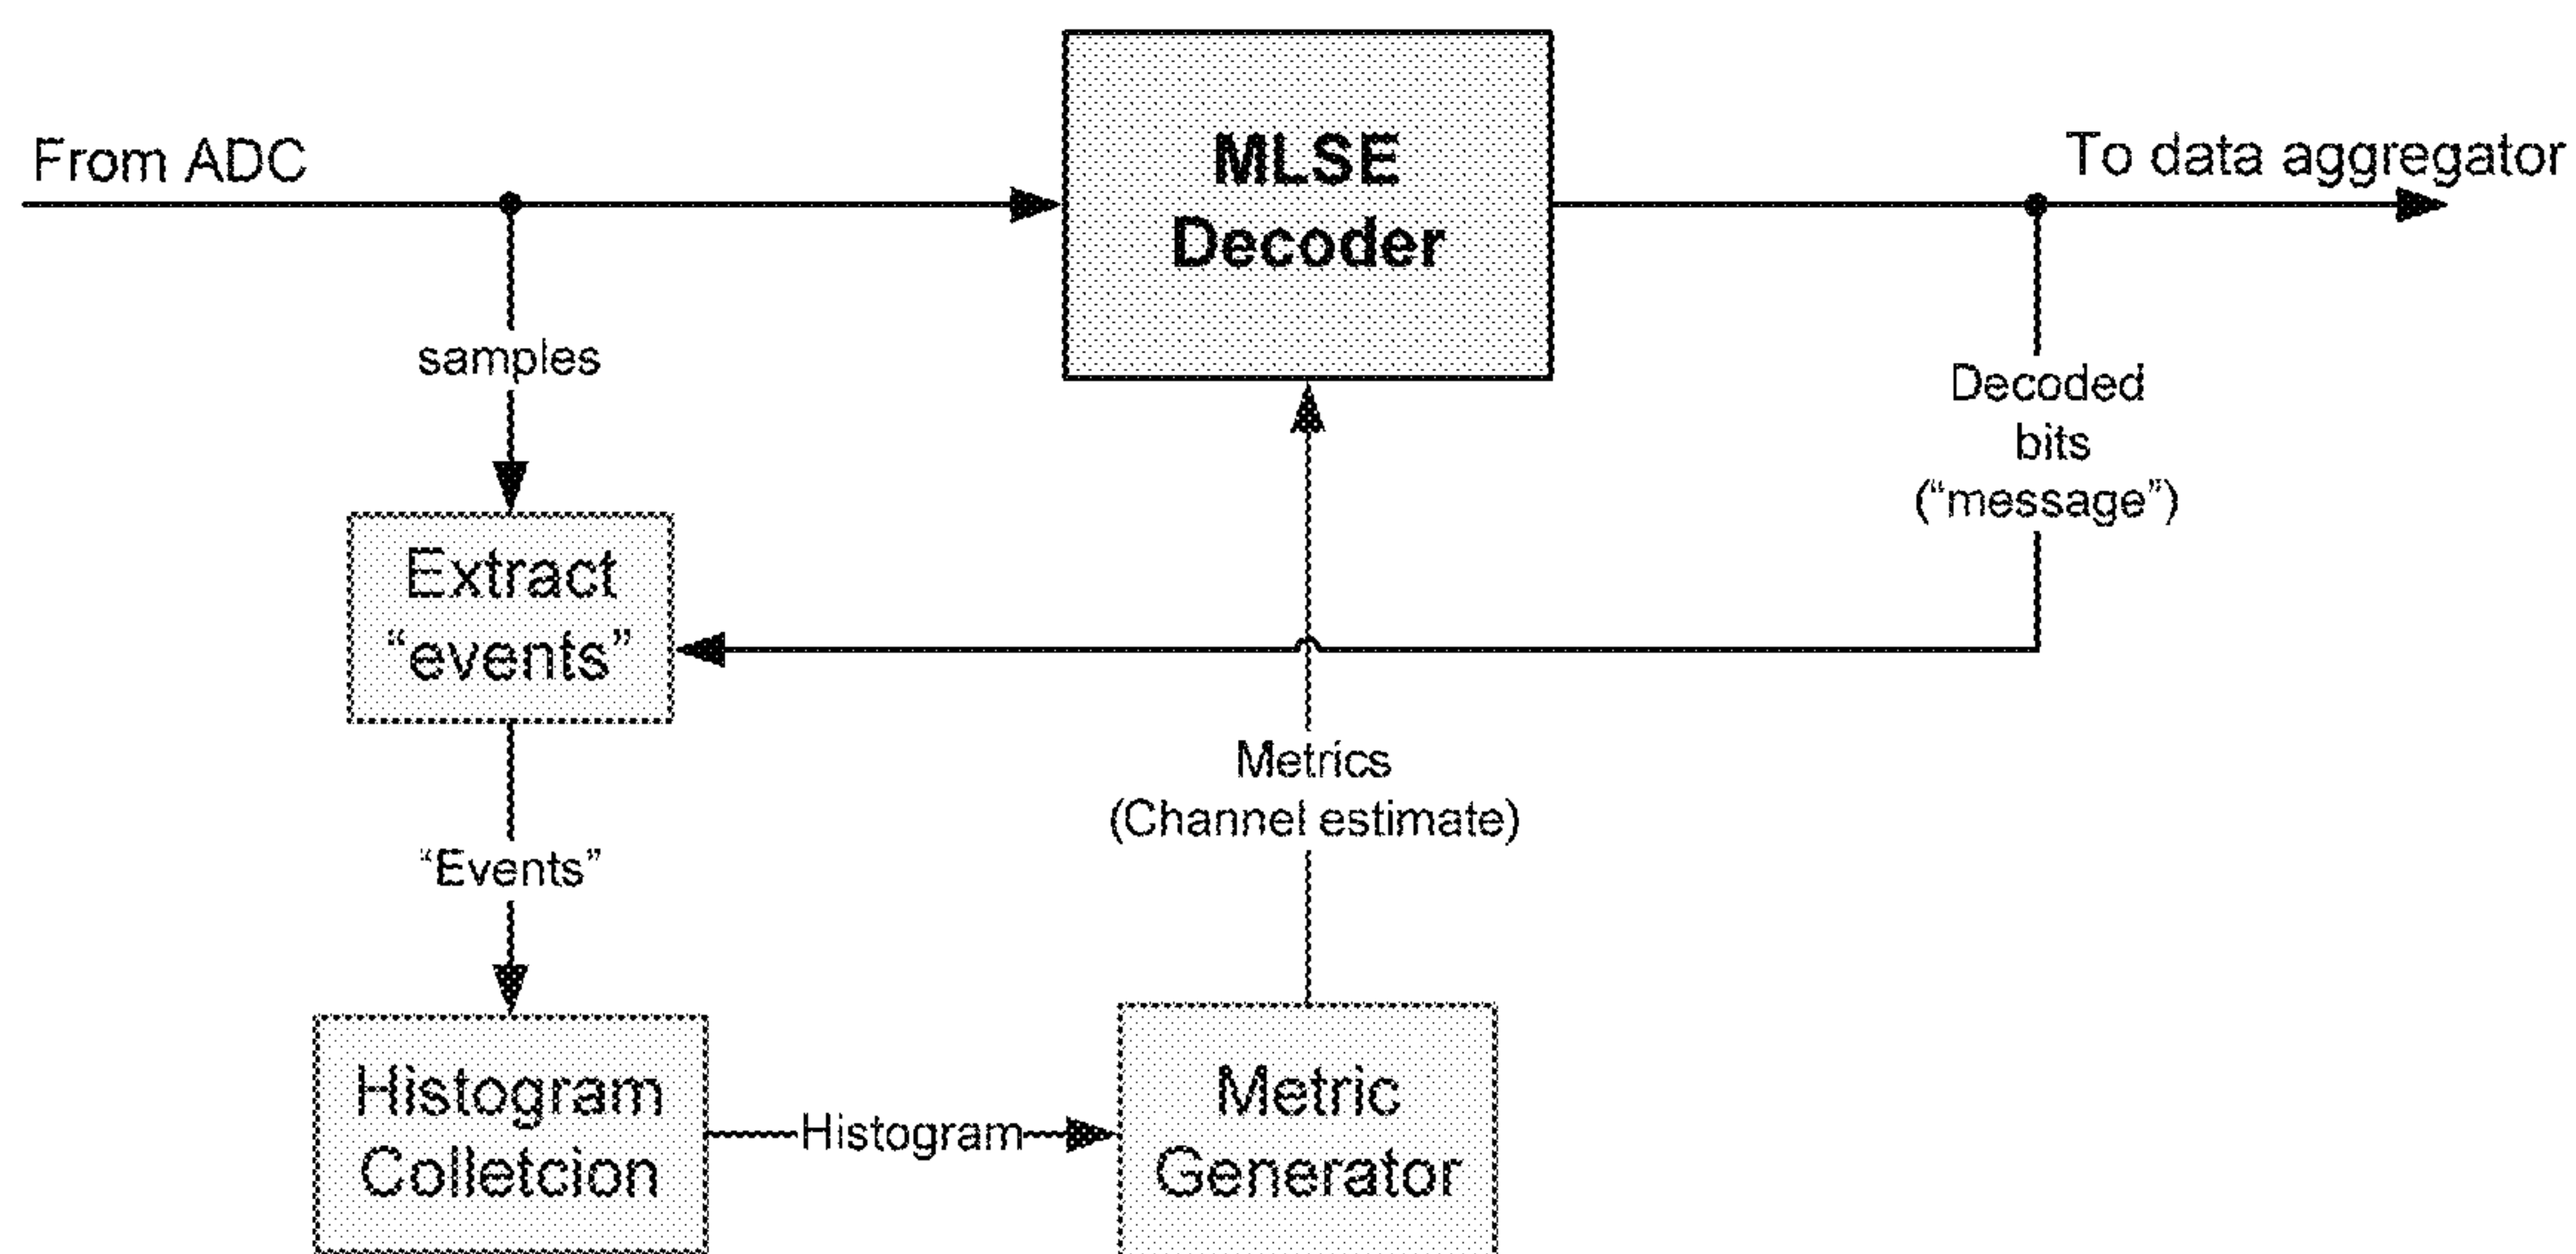 From ADC
MLSE
Decoder
To data aggregator
samples
Decoded
bits
(“message”)
Extract
“events”
Metrics
(Channel estimate)
“Events”
Histogram
Colletcion
Histogram
Metric
Generator